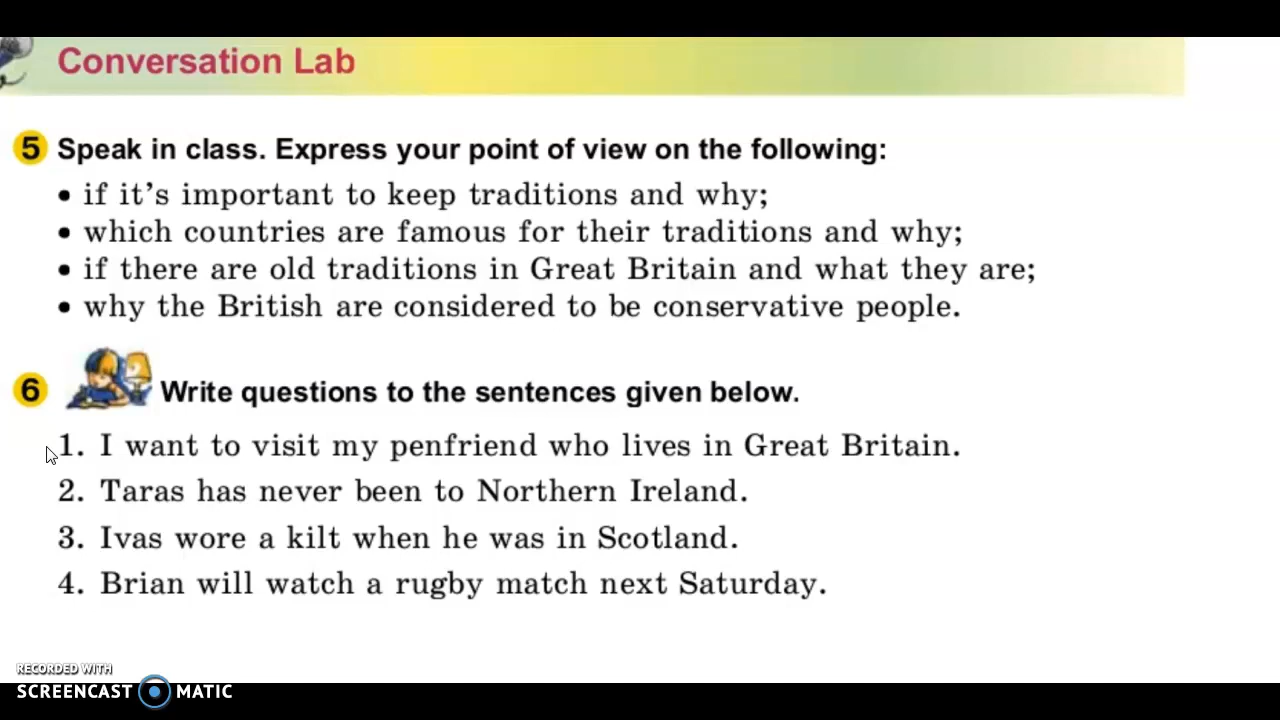 Conversation Lab
5 Speak in class. Express your point of view on the following:
• if it's important to keep traditions and why;
• which countries are famous for their traditions and why;
• if there are old traditions in Great Britain and what they are;
• why the British are considered to be conservative people.
6 Write questions to the sentences given below.
1. I want to visit my penfriend who lives in Great Britain.
2. Taras has never been to Northern Ireland.
3. Ivas wore a kilt when he was in Scotland.
4. Brian will watch a rugby match next Saturday.
RECORDED WITH
SCREENCAST MATIC